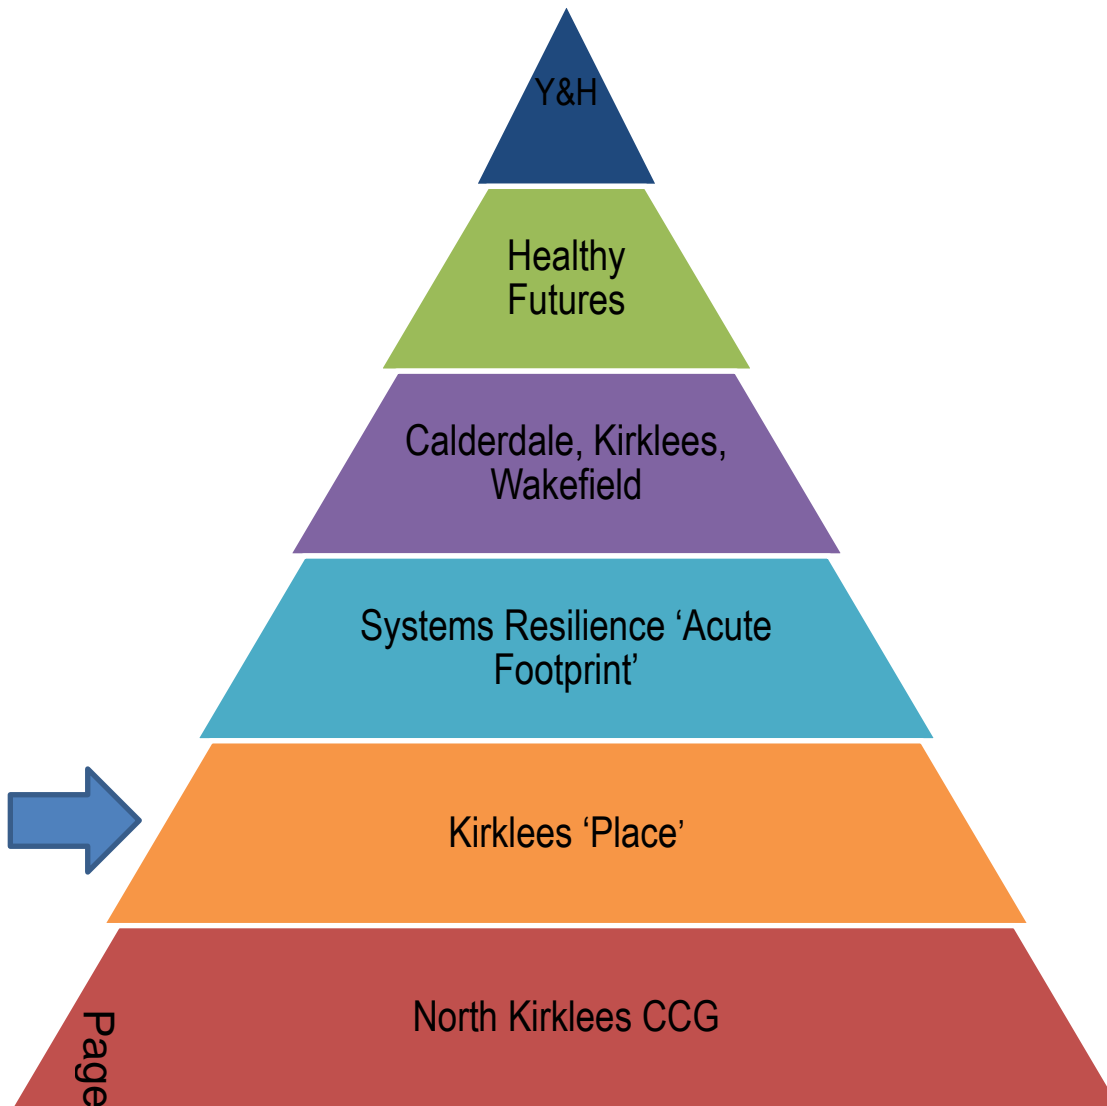 Y&H
Healthy
Futures
Calderdale, Kirklees,
Wakefield
Systems Resilience ‘Acute
Footprint’
Kirklees ‘Place’
North Kirklees CCG
Page